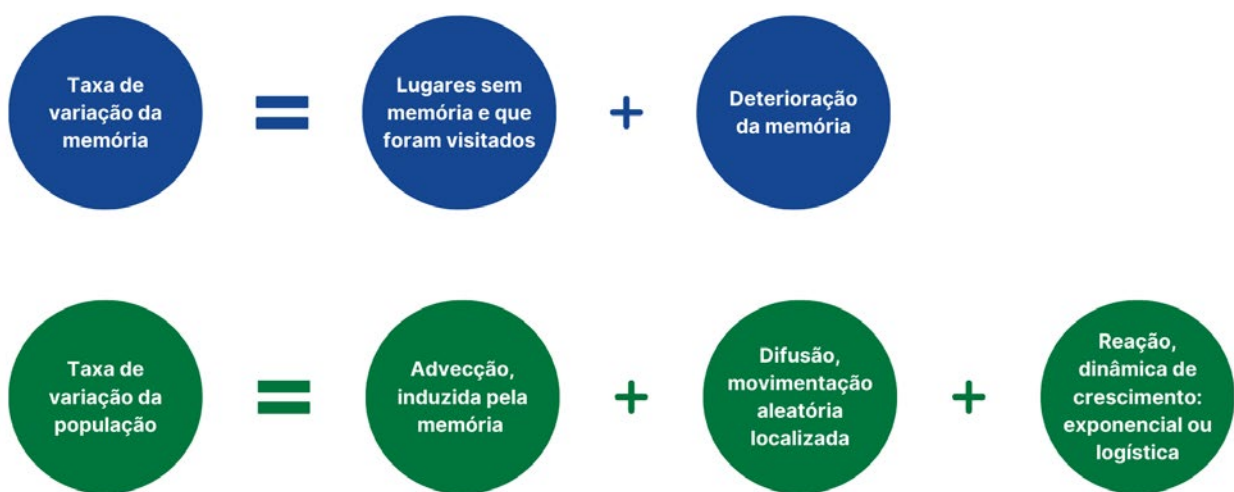 Taxa de
variação da
memória
=
Lugares sem
memória e que
foram visitados
+
Deterioração
da memória
Taxa de
variação da
população
=
Advecção,
induzida pela
memória
+
Difusão,
movimentação
aleatória
localizada
+
Reação,
dinâmica de
crescimento:
exponencial ou
logística